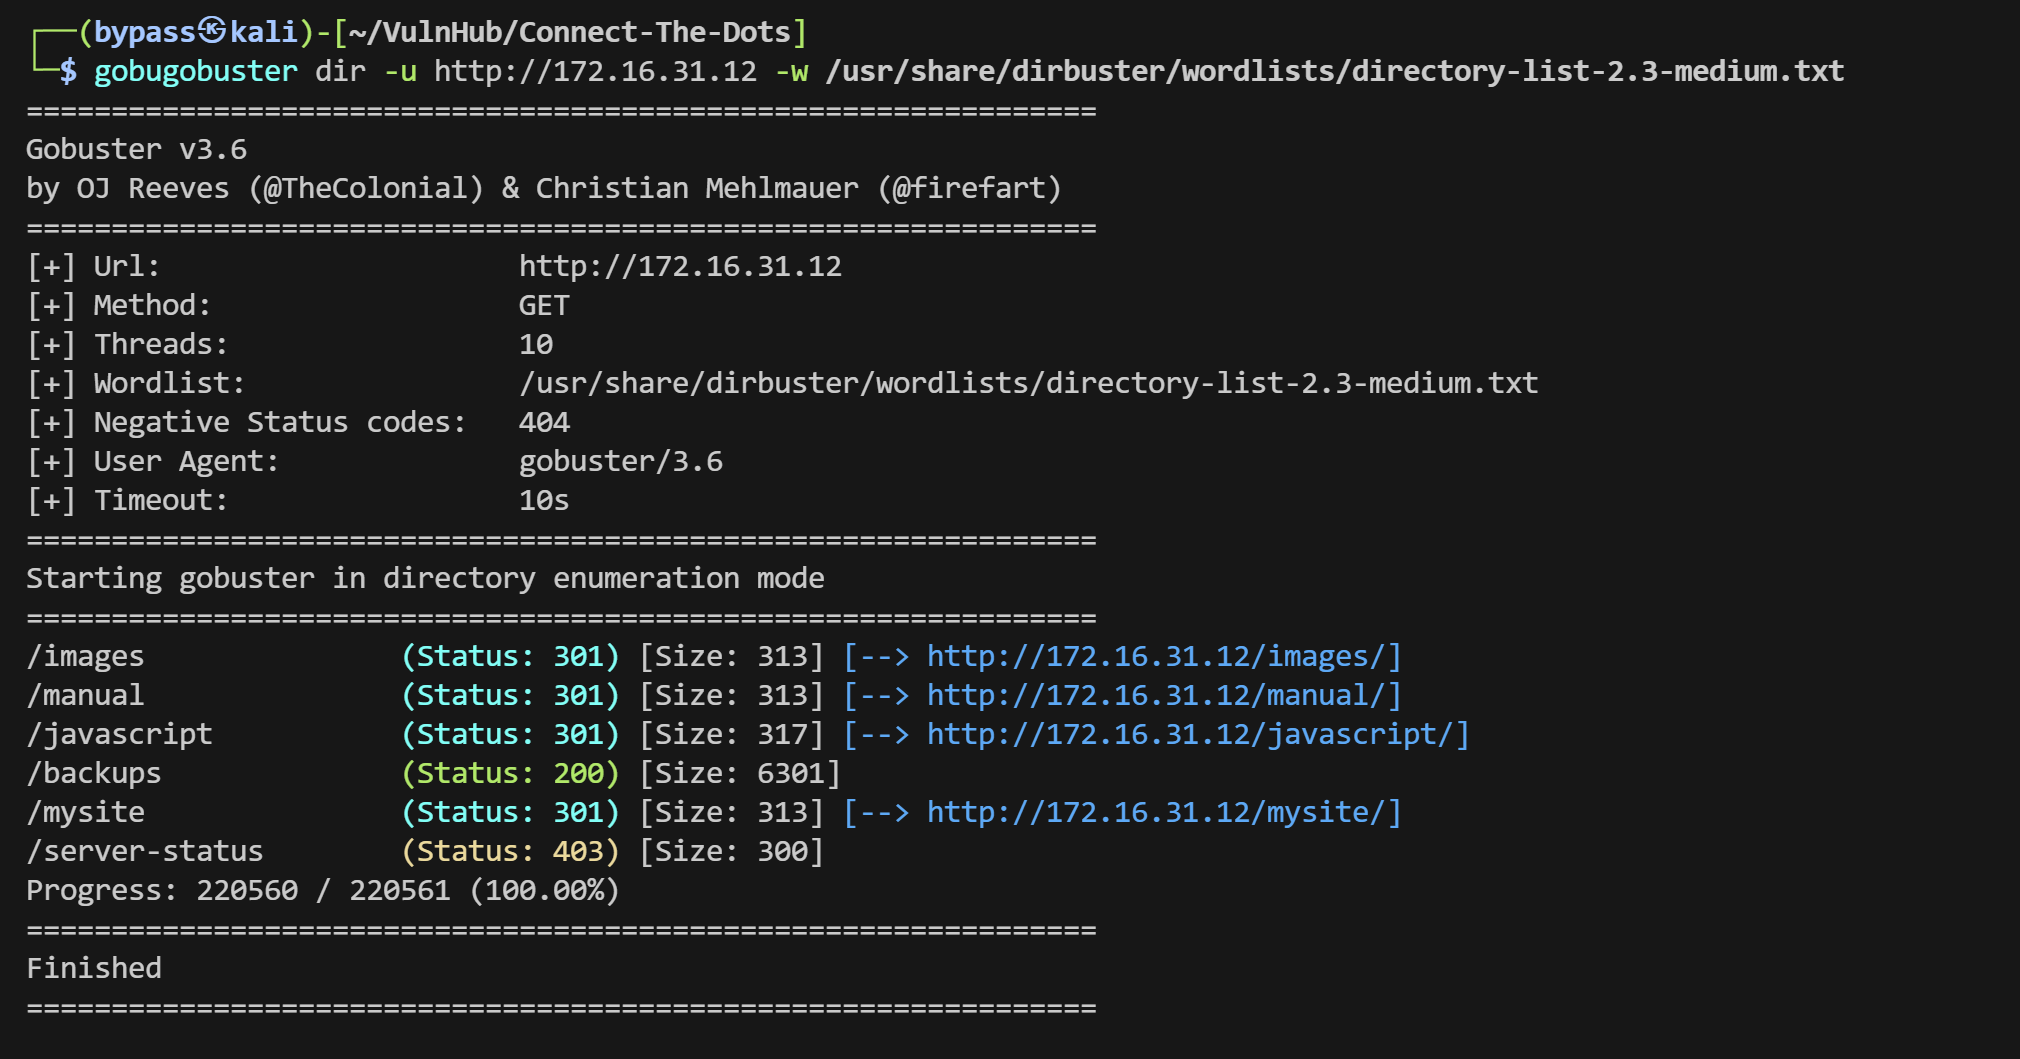 ┌──(bypass㉿kali)-[~/VulnHub/Connect-The-Dots]
└─$ gobugobuster dir -u http://172.16.31.12 -w /usr/share/dirbuster/wordlists/directory-list-2.3-medium.txt
===============================================================
Gobuster v3.6
by OJ Reeves (@TheColonial) & Christian Mehlmauer (@firefart)
===============================================================
[+] Url:                     http://172.16.31.12
[+] Method:                  GET
[+] Threads:                 10
[+] Wordlist:                /usr/share/dirbuster/wordlists/directory-list-2.3-medium.txt
[+] Negative Status codes:   404
[+] User Agent:              gobuster/3.6
[+] Timeout:                 10s
===============================================================
Starting gobuster in directory enumeration mode
===============================================================
/images               (Status: 301) [Size: 313] [--> http://172.16.31.12/images/]
/manual               (Status: 301) [Size: 313] [--> http://172.16.31.12/manual/]
/javascript           (Status: 301) [Size: 317] [--> http://172.16.31.12/javascript/]
/backups              (Status: 200) [Size: 6301]
/mysite               (Status: 301) [Size: 313] [--> http://172.16.31.12/mysite/]
/server-status        (Status: 403) [Size: 300]
Progress: 220560 / 220561 (100.00%)
===============================================================
Finished
===============================================================